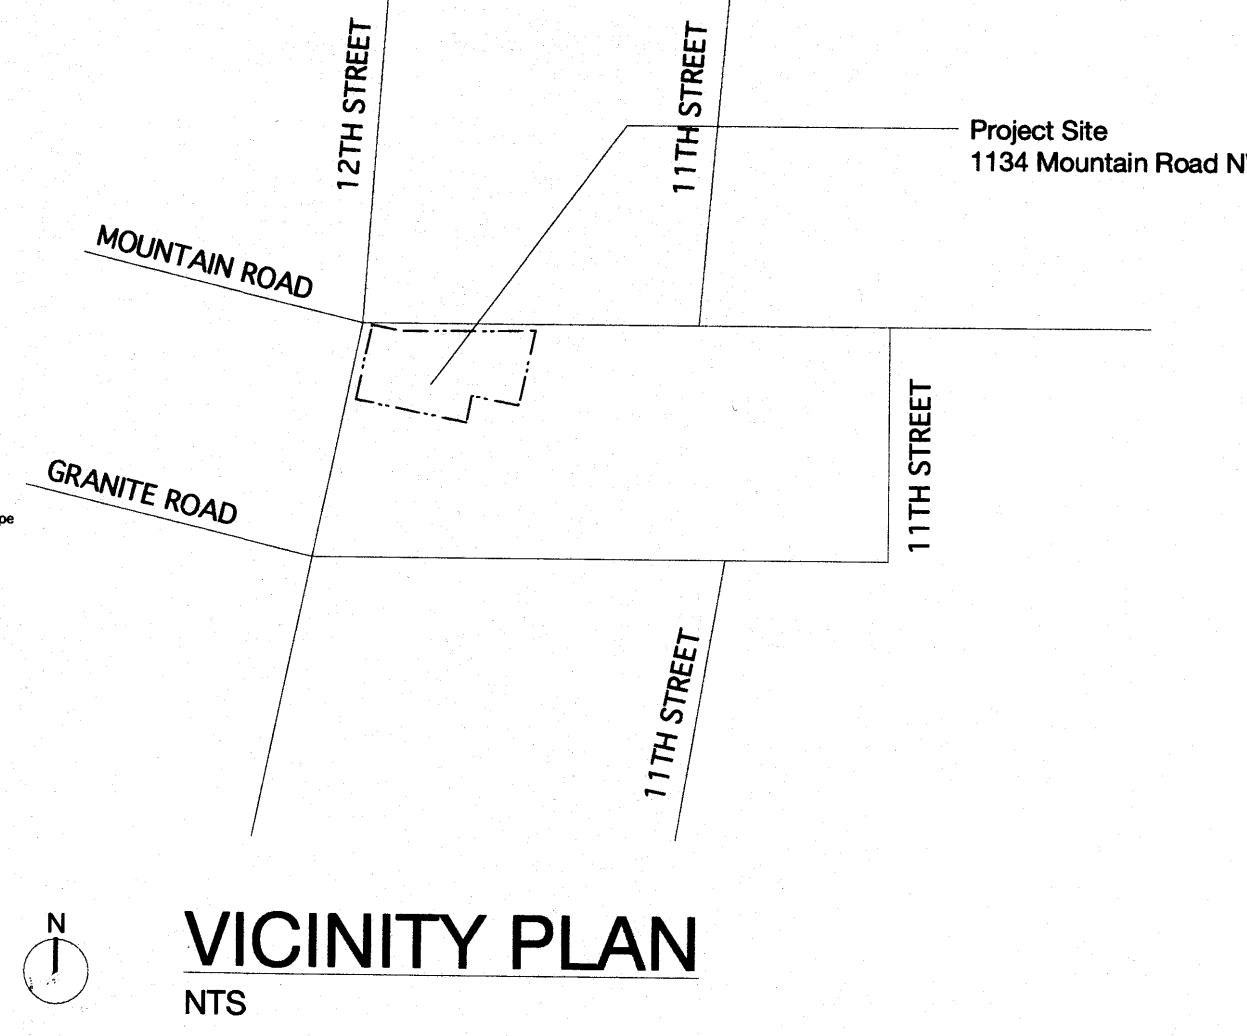 12TH STREET
11TH STREET
Project Site
1134 Mountain Road N
MOUNTAIN ROAD
11TH STREET
GRANITE ROAD
pe
11TH STREET
N
VICINITY PLAN
NTS